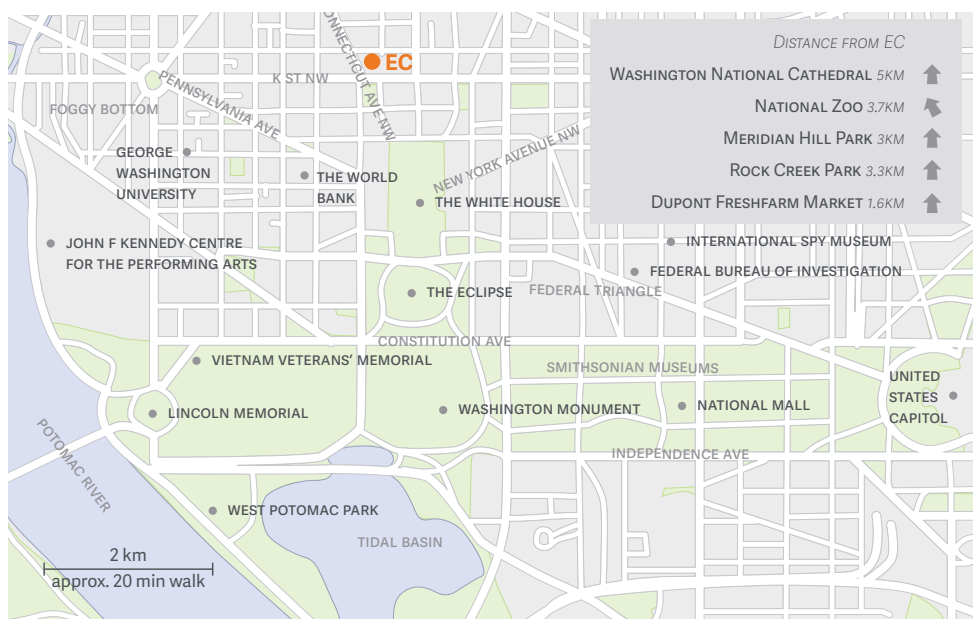 CONNECTICUT AVE NW
EC
K ST NW
PENNSYLVANIA AVE
FOGGY BOTTOM
DISTANCE FROM EC
WASHINGTON NATIONAL CATHEDRAL 5KM
NATIONAL ZOO 3.7KM
MERIDIAN HILL PARK 3KM
ROCK CREEK PARK 3.3KM
DUPONT FRESHFARM MARKET 1.6KM
GEORGE
WASHINGTON
UNIVERSITY
THE WORLD
BANK
NEW YORK AVENUE NW
THE WHITE HOUSE
JOHN F KENNEDY CENTRE
FOR THE PERFORMING ARTS
INTERNATIONAL SPY MUSEUM
FEDERAL BUREAU OF INVESTIGATION
THE ECLIPSE
FEDERAL TRIANGLE
CONSTITUTION AVE
VIETNAM VETERANS' MEMORIAL
SMITHSONIAN MUSEUMS
UNITED
STATES
CAPITOL
LINCOLN MEMORIAL
WASHINGTON MONUMENT
NATIONAL MALL
POTOMAC RIVER
INDEPENDENCE AVE
WEST POTOMAC PARK
TIDAL BASIN
2 km
approx. 20 min walk